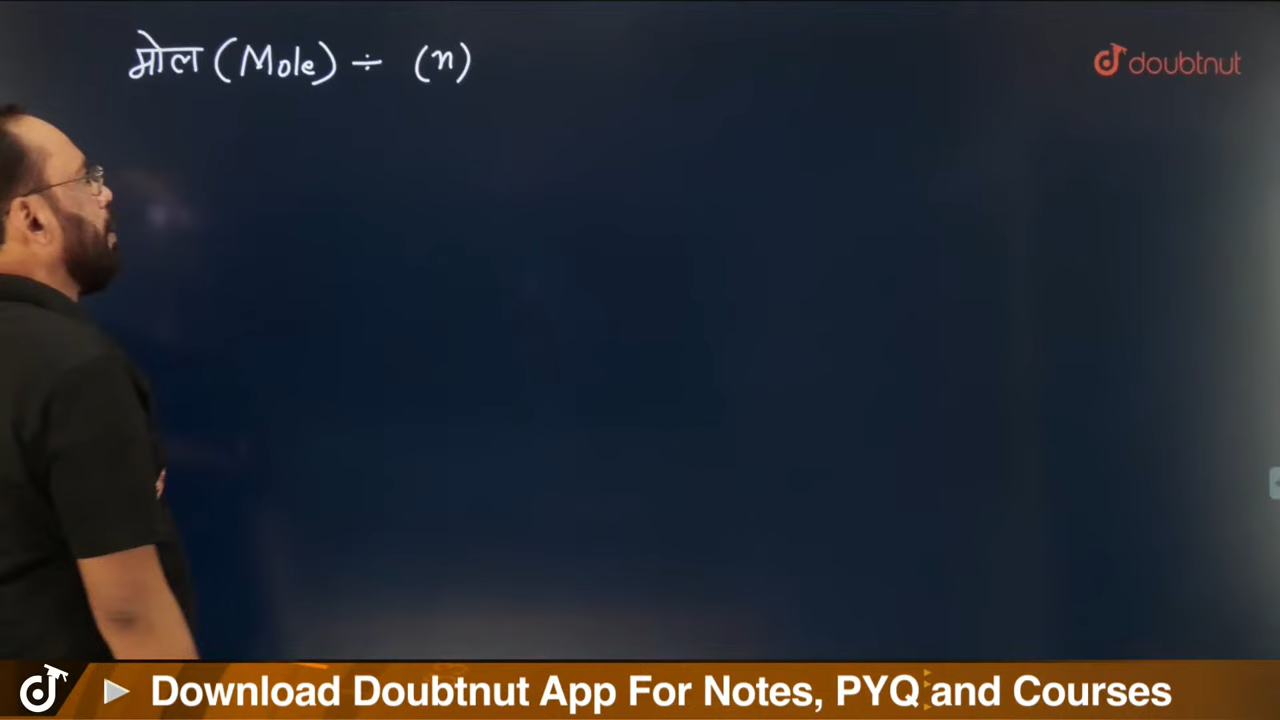 मोल (Mole) ÷ (n)
doubtnut
Download Doubtnut App For Notes, PYQ and Courses